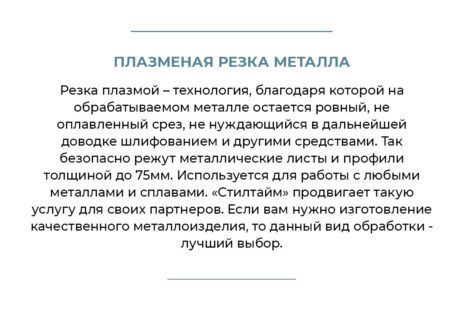 ПЛАЗМЕНАЯ РЕЗКА МЕТАЛЛА
Резка плазмой – технология, благодаря которой на
обрабатываемом металле остается ровный, не
оплавленный срез, не нуждающийся в дальнейшей
доводке шлифованием и другими средствами. Так
безопасно режут металлические листы и профили
толщиной до 75мм. Используется для работы с любыми
металлами и сплавами. «Стилтайм» продвигает такую
услугу для своих партнеров. Если вам нужно изготовление
качественного металлоизделия, то данный вид обработки -
лучший выбор.